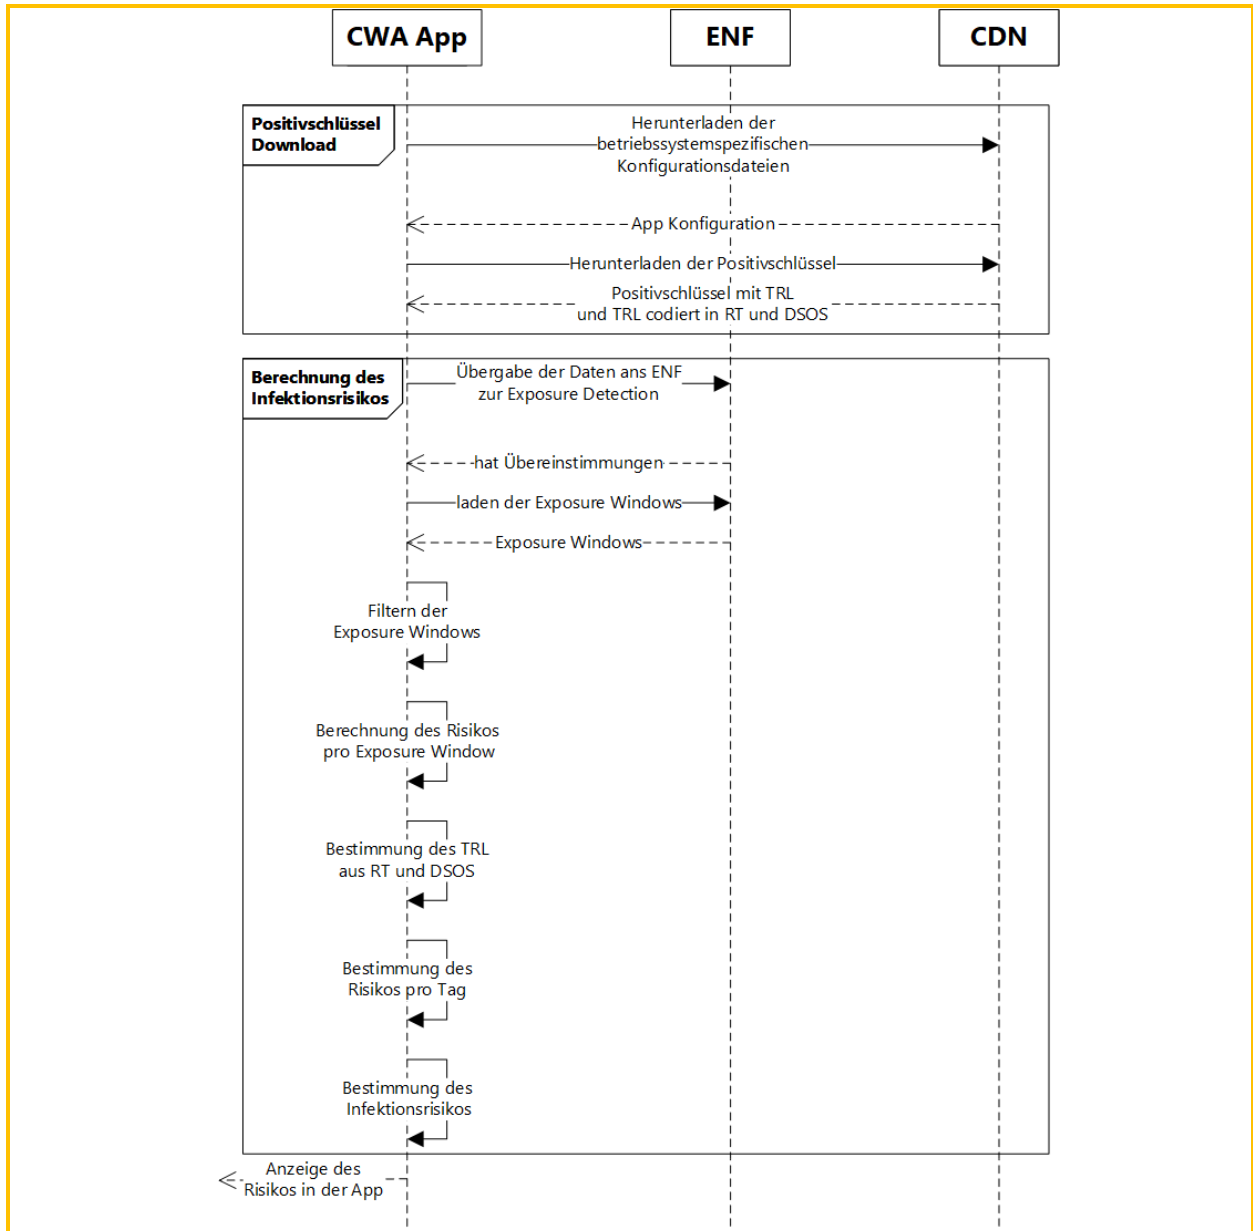 CWA App
ENF
CDN
Positivschlüssel
Download
Herunterladen der
betriebssystemspezifischen
Konfigurationsdateien
App Konfiguration
Herunterladen der Positivschlüssel
Positivschlüssel mit TRL
und TRL codiert in RT und DSOS
Berechnung des
Infektionsrisikos
Übergabe der Daten ans ENF
zur Exposure Detection
hat Übereinstimmungen
laden der Exposure Windows
Exposure Windows
Filtern der
Exposure Windows
Berechnung des Risikos
pro Exposure Window
Bestimmung des TRL
aus RT und DSOS
Bestimmung des
Risikos pro Tag
Bestimmung des
Infektionsrisikos
Anzeige des
Risikos in der App